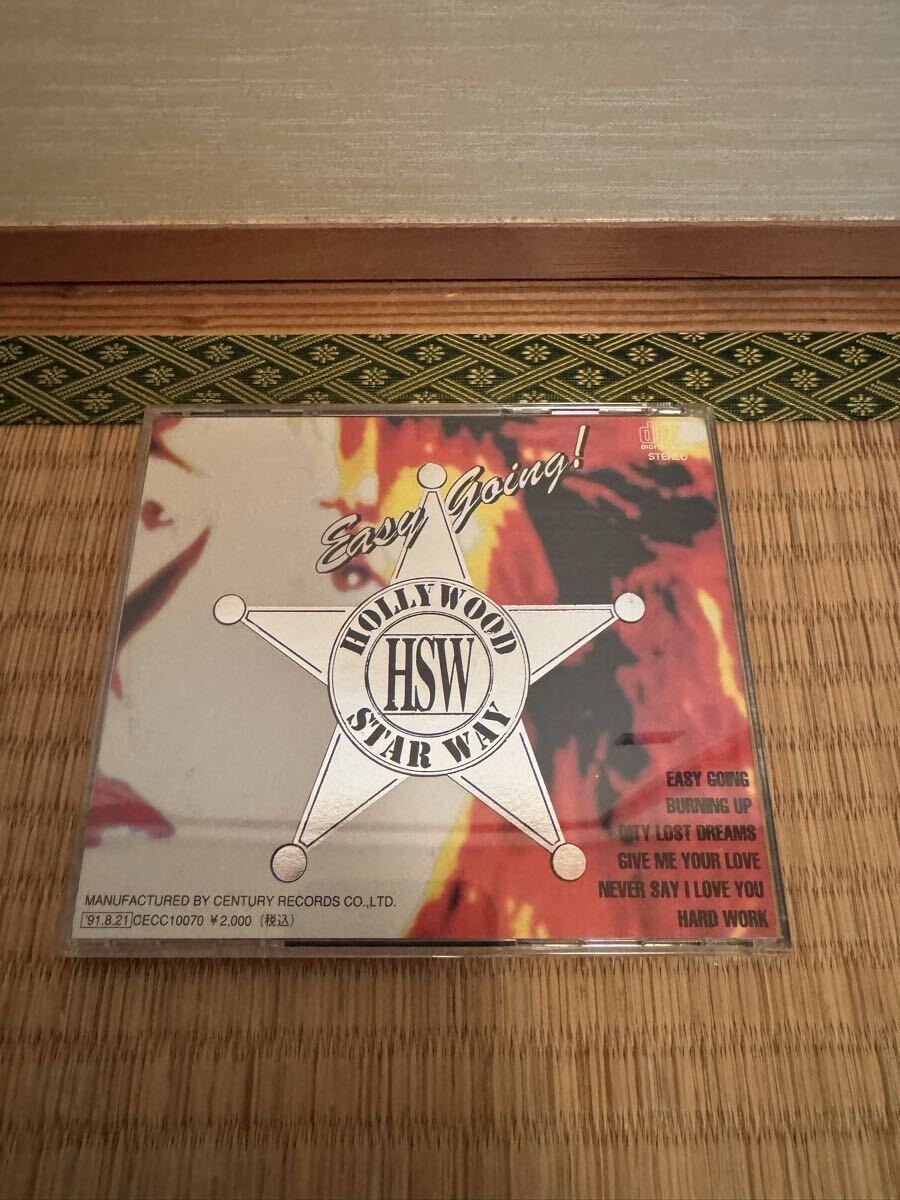 Easy Going!
STEREO
HOLLYWOOD
HSW
STAR WAY
EASY GOING
BURNING UP
CITY LOST DREAMS
GIVE ME YOUR LOVE
NEVER SAY I LOVE YOU
HARD WORK
MANUFACTURED BY CENTURY RECORDS CO.,LTD.
'91.8.21 CECC10070 ¥2,000 (税込)